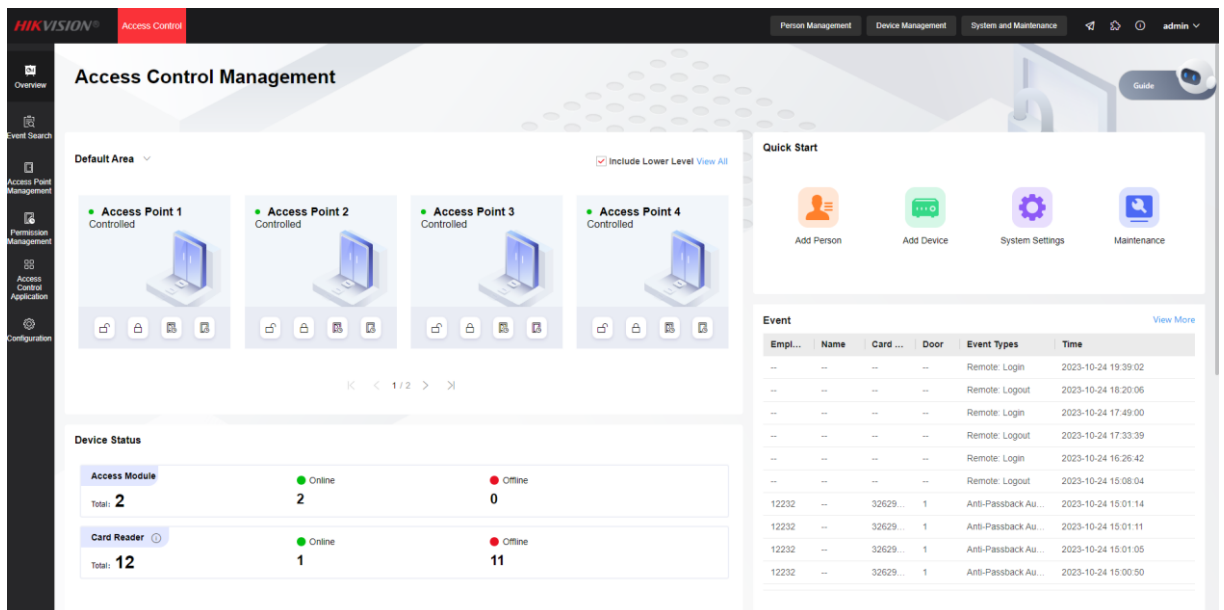 HIKVISION®
Access Control
Person Management
Device Management
System and Maintenance
admin
Overview
Event Search
Access Point
Management
Permission
Management
Access
Control
Application
Configuration
Access Control Management
Guide
Default Area
Include Lower Level View All
Access Point 1
Controlled
Access Point 2
Controlled
Access Point 3
Controlled
Access Point 4
Controlled
1 / 2
Device Status
Access Module
Total: 2
Online
2
Offline
0
Card Reader
Total: 12
Online
1
Offline
11
Quick Start
Add Person
Add Device
System Settings
Maintenance
Event
View More
Empl... Name Card ... Door Event Types Time
-- -- -- -- Remote: Login 2023-10-24 19:39:02
-- -- -- -- Remote: Logout 2023-10-24 18:20:06
-- -- -- -- Remote: Login 2023-10-24 17:49:00
-- -- -- -- Remote: Logout 2023-10-24 17:33:39
-- -- -- -- Remote: Login 2023-10-24 16:26:42
-- -- -- -- Remote: Logout 2023-10-24 15:08:04
12232 -- 32629... 1 Anti-Passback Au... 2023-10-24 15:01:14
12232 -- 32629... 1 Anti-Passback Au... 2023-10-24 15:01:11
12232 -- 32629... 1 Anti-Passback Au... 2023-10-24 15:01:05
12232 -- 32629... 1 Anti-Passback Au... 2023-10-24 15:00:50